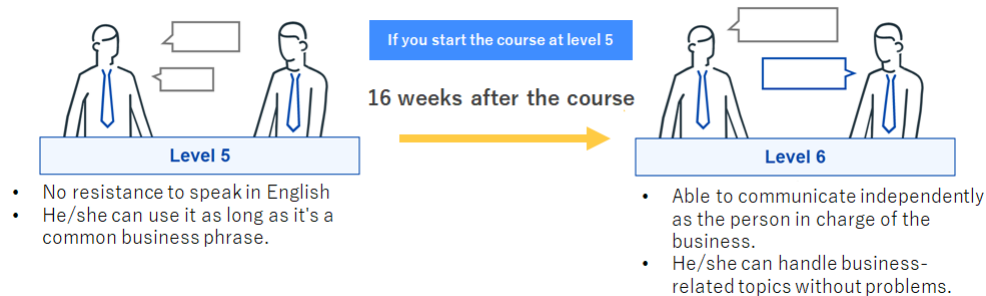 If you start the course at level 5
16 weeks after the course
Level 5
• No resistance to speak in English
• He/she can use it as long as it's a
common business phrase.
Level 6
• Able to communicate independently
as the person in charge of the
business.
• He/she can handle business-
related topics without problems.